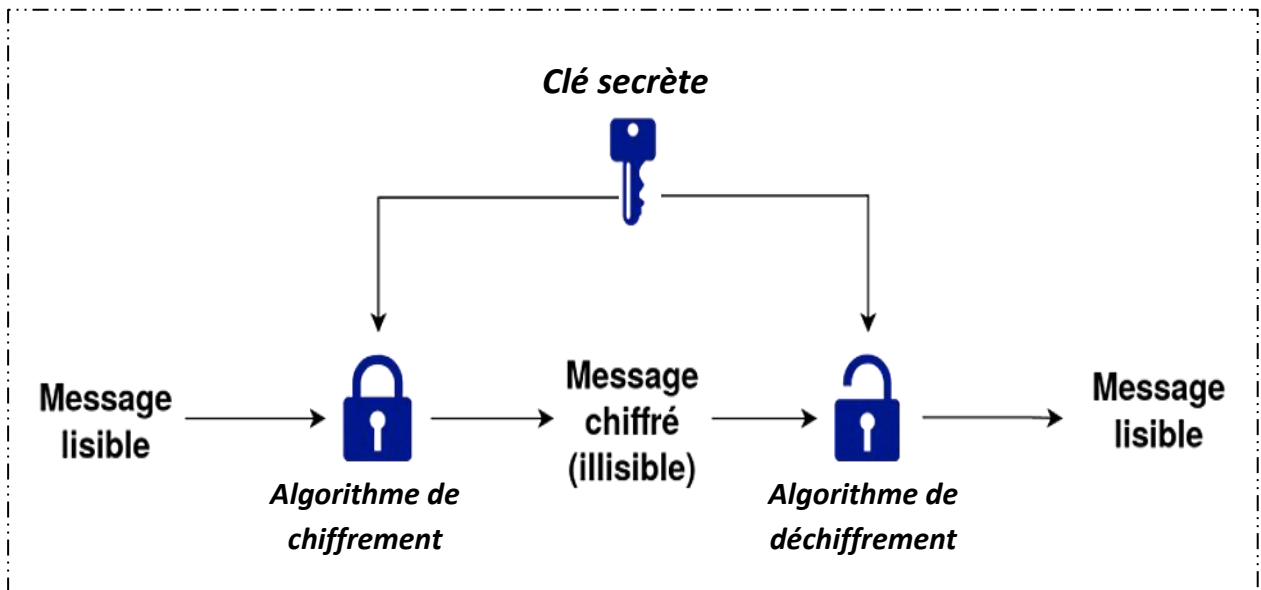 Clé secrète
Message
lisible
Algorithme de
chiffrement
Message
chiffré
(illisible)
Algorithme de
déchiffrement
Message
lisible